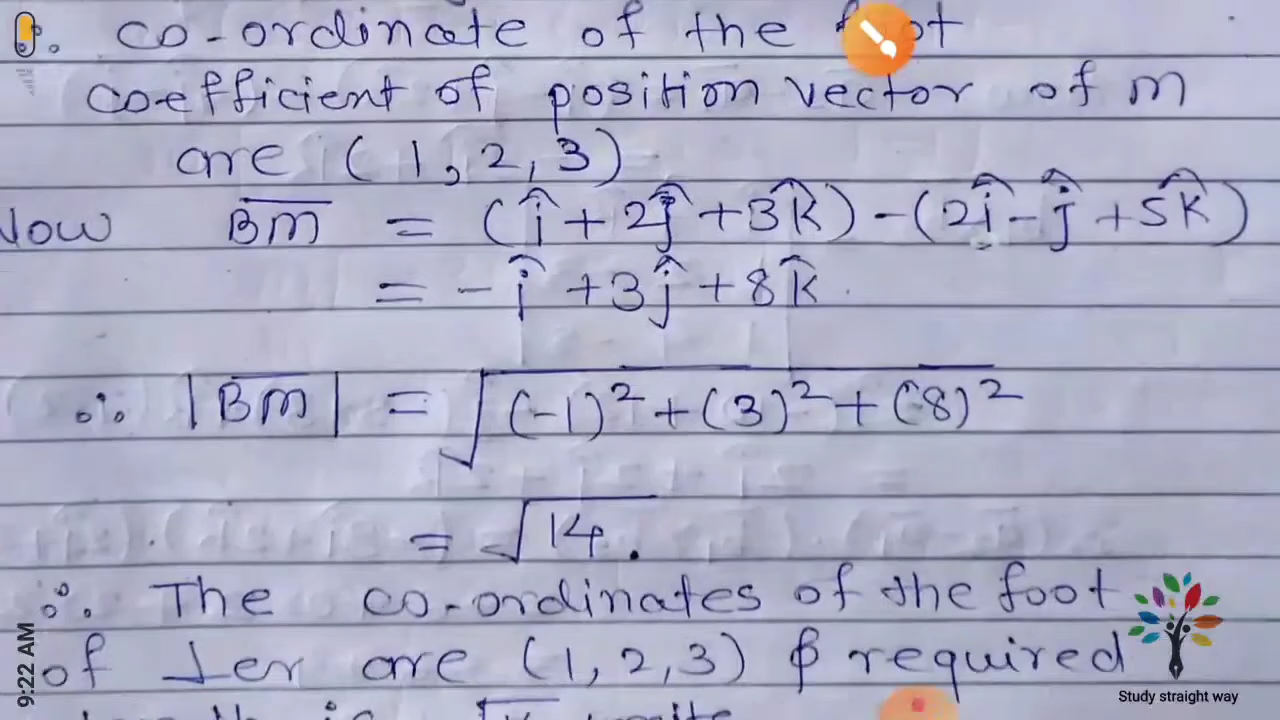 co-ordinate of the
coefficient of position vector of m
are (1, 2, 3)
Now BM = (î + 2ĵ + 3k̂) - (2î - ĵ + 5k̂)
= -î + 3ĵ + 8k̂
∴ |BM| = √(-1)² + (3)² + (-8)²
= √14.
∴ The co-ordinates of the foot
of ⊥er are (1, 2, 3) & required
9:22 AM
Study straight way